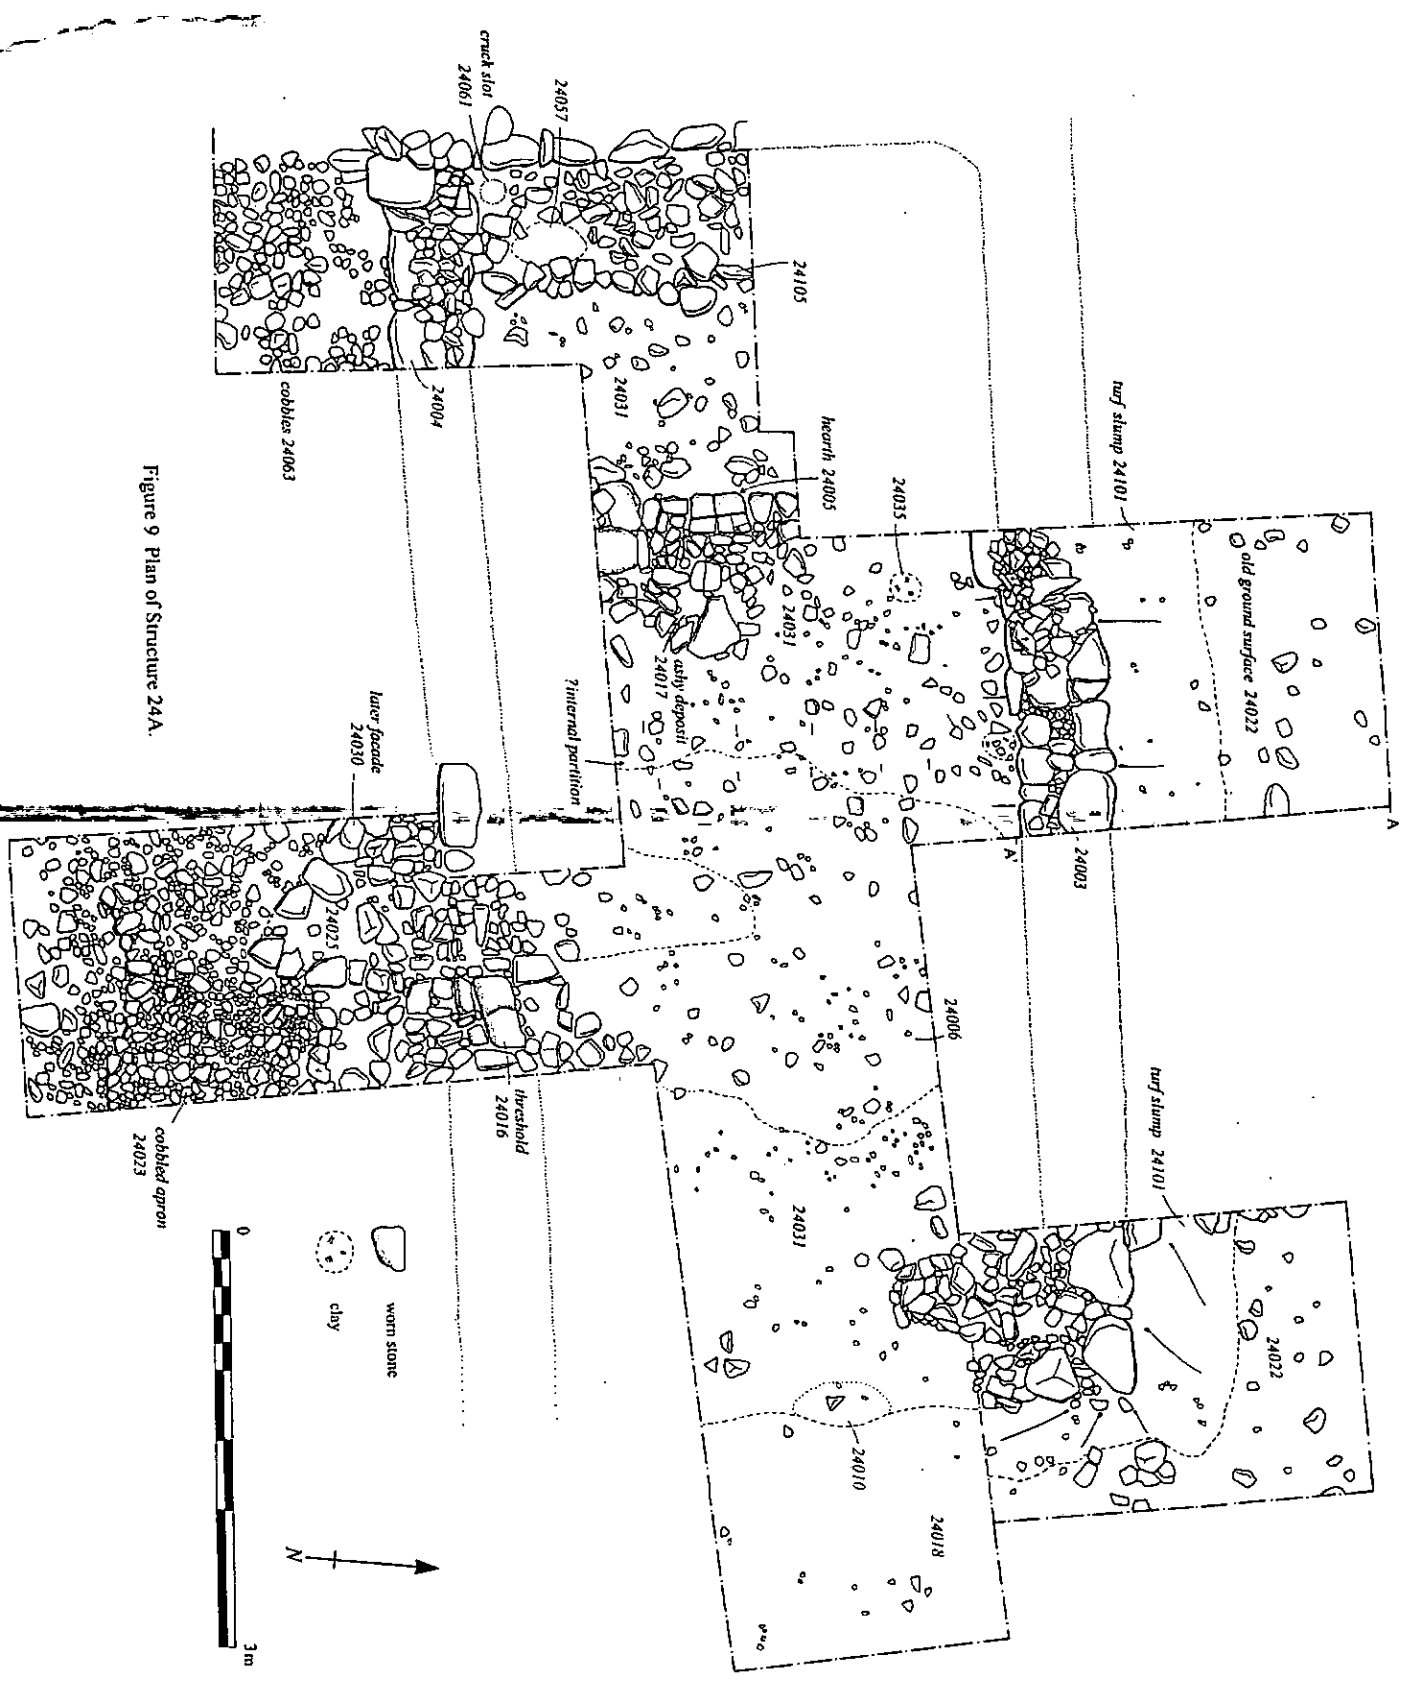 cruck slot
24061
24057
24105
24031
24004
cobbles 24063
hearth 24005
24035
turf slump 24101
old ground surface 24022
24031
ashy deposit
24017
?internal partition
later facade
24030
A
A'
24003
24025
24006
threshold
24016
cobbled apron
24023
turf slump 24101
24031
24022
24010
24018
worn stone
clay
0
3m
N
Figure 9 Plan of Structure 24A.